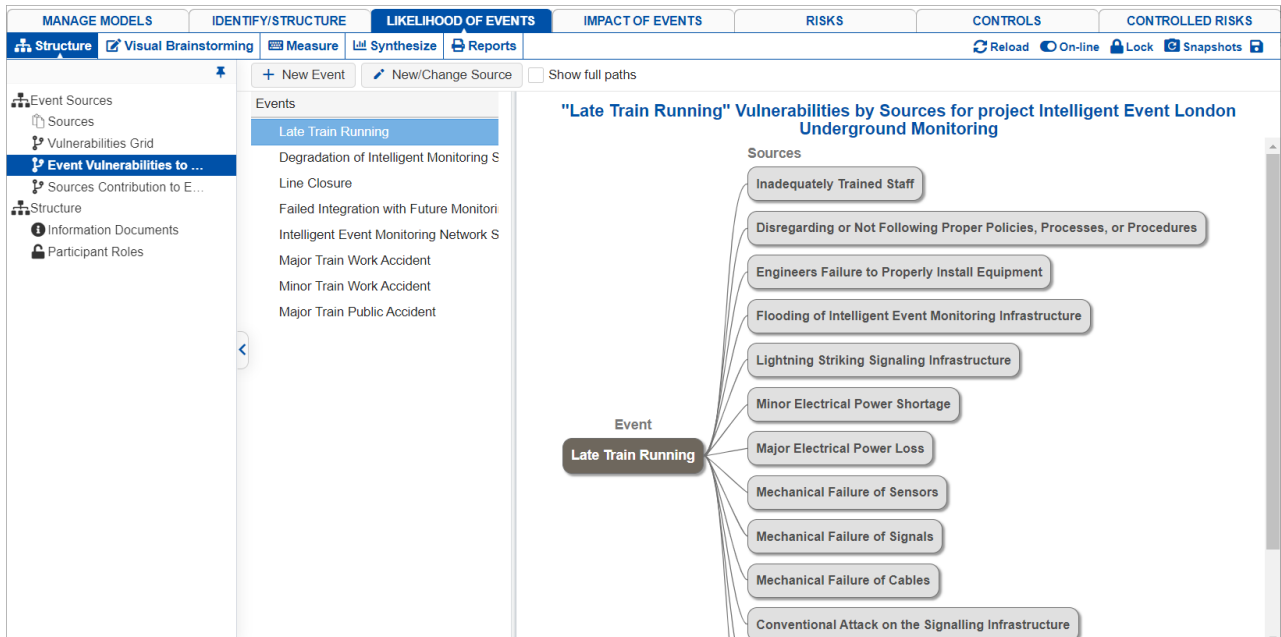 MANAGE MODELS IDENTIFY/STRUCTURE LIKELIHOOD OF EVENTS IMPACT OF EVENTS RISKS CONTROLS CONTROLLED RISKS
Structure Visual Brainstorming Measure Synthesize Reports Reload On-line Lock Snapshots
+ New Event New/Change Source Show full paths
Event Sources
Sources
Vulnerabilities Grid
Event Vulnerabilities to ...
Sources Contribution to E...
Structure
Information Documents
Participant Roles
Events
Late Train Running
Degradation of Intelligent Monitoring S
Line Closure
Failed Integration with Future Monitori
Intelligent Event Monitoring Network S
Major Train Work Accident
Minor Train Work Accident
Major Train Public Accident
"Late Train Running" Vulnerabilities by Sources for project Intelligent Event London
Underground Monitoring
Sources
Inadequately Trained Staff
Disregarding or Not Following Proper Policies, Processes, or Procedures
Engineers Failure to Properly Install Equipment
Flooding of Intelligent Event Monitoring Infrastructure
Lightning Striking Signaling Infrastructure
Minor Electrical Power Shortage
Event
Late Train Running
Major Electrical Power Loss
Mechanical Failure of Sensors
Mechanical Failure of Signals
Mechanical Failure of Cables
Conventional Attack on the Signalling Infrastructure